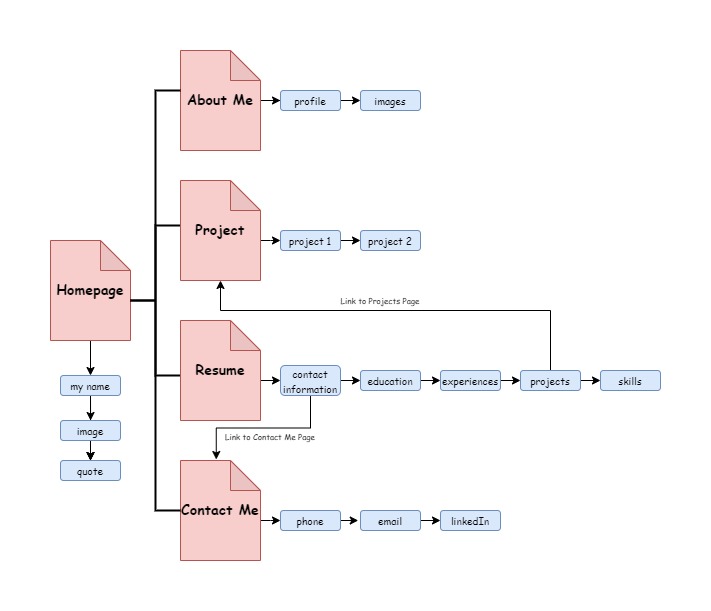 About Me
profile
images
Project
project 1
project 2
Homepage
my name
image
quote
Link to Projects Page
Resume
contact
information
education
experiences
projects
skills
Link to Contact Me Page
Contact Me
phone
email
linkedIn